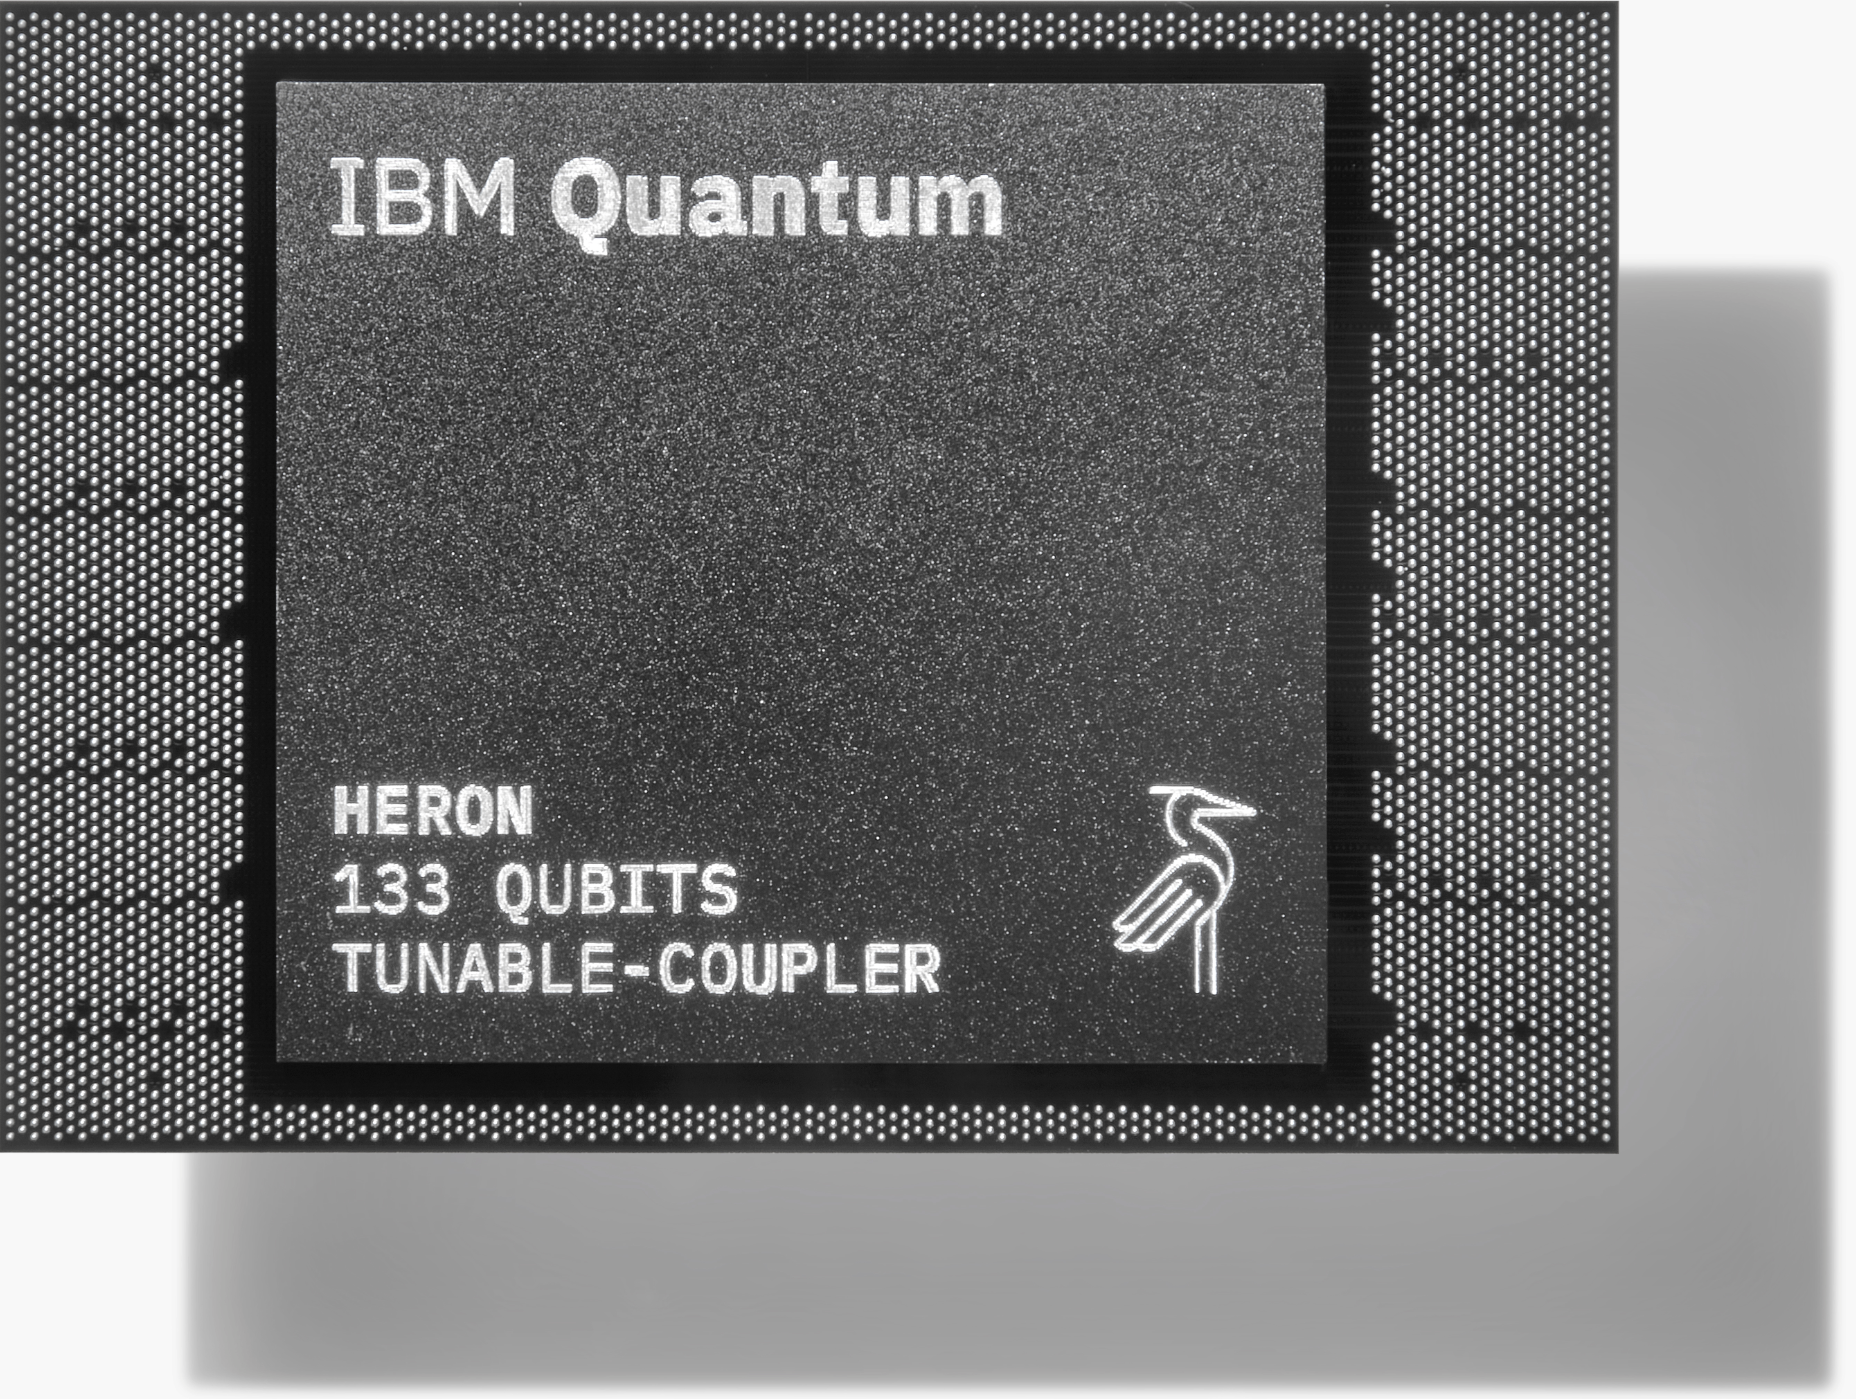 IBM Quantum
HERON
133 QUBITS
TUNABLE-COUPLER